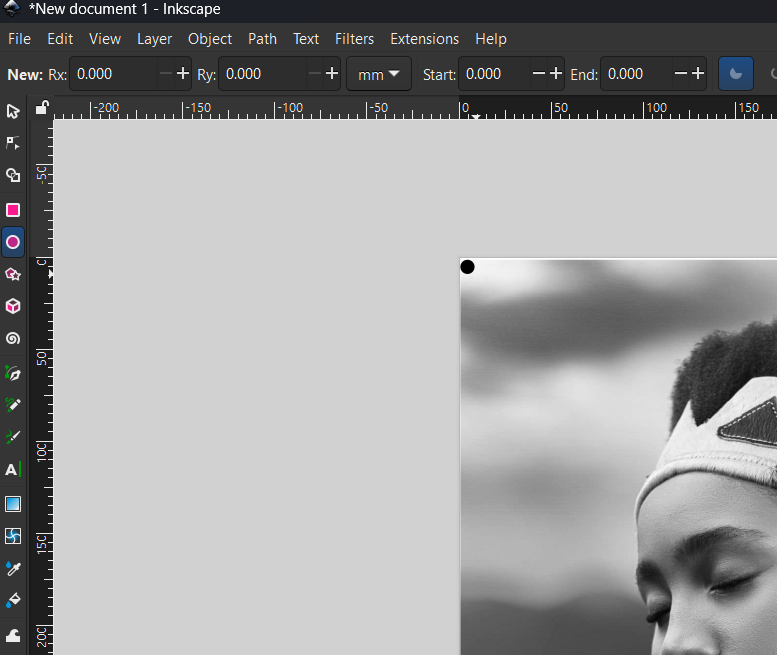 *New document 1 - Inkscape
File Edit View Layer Object Path Text Filters Extensions Help
New: Rx: 0.000 Ry: 0.000 mm Start: 0.000 End: 0.000
-200 -150 -100 -50 0 50 100 150
-50
0
50
100
150
200
A